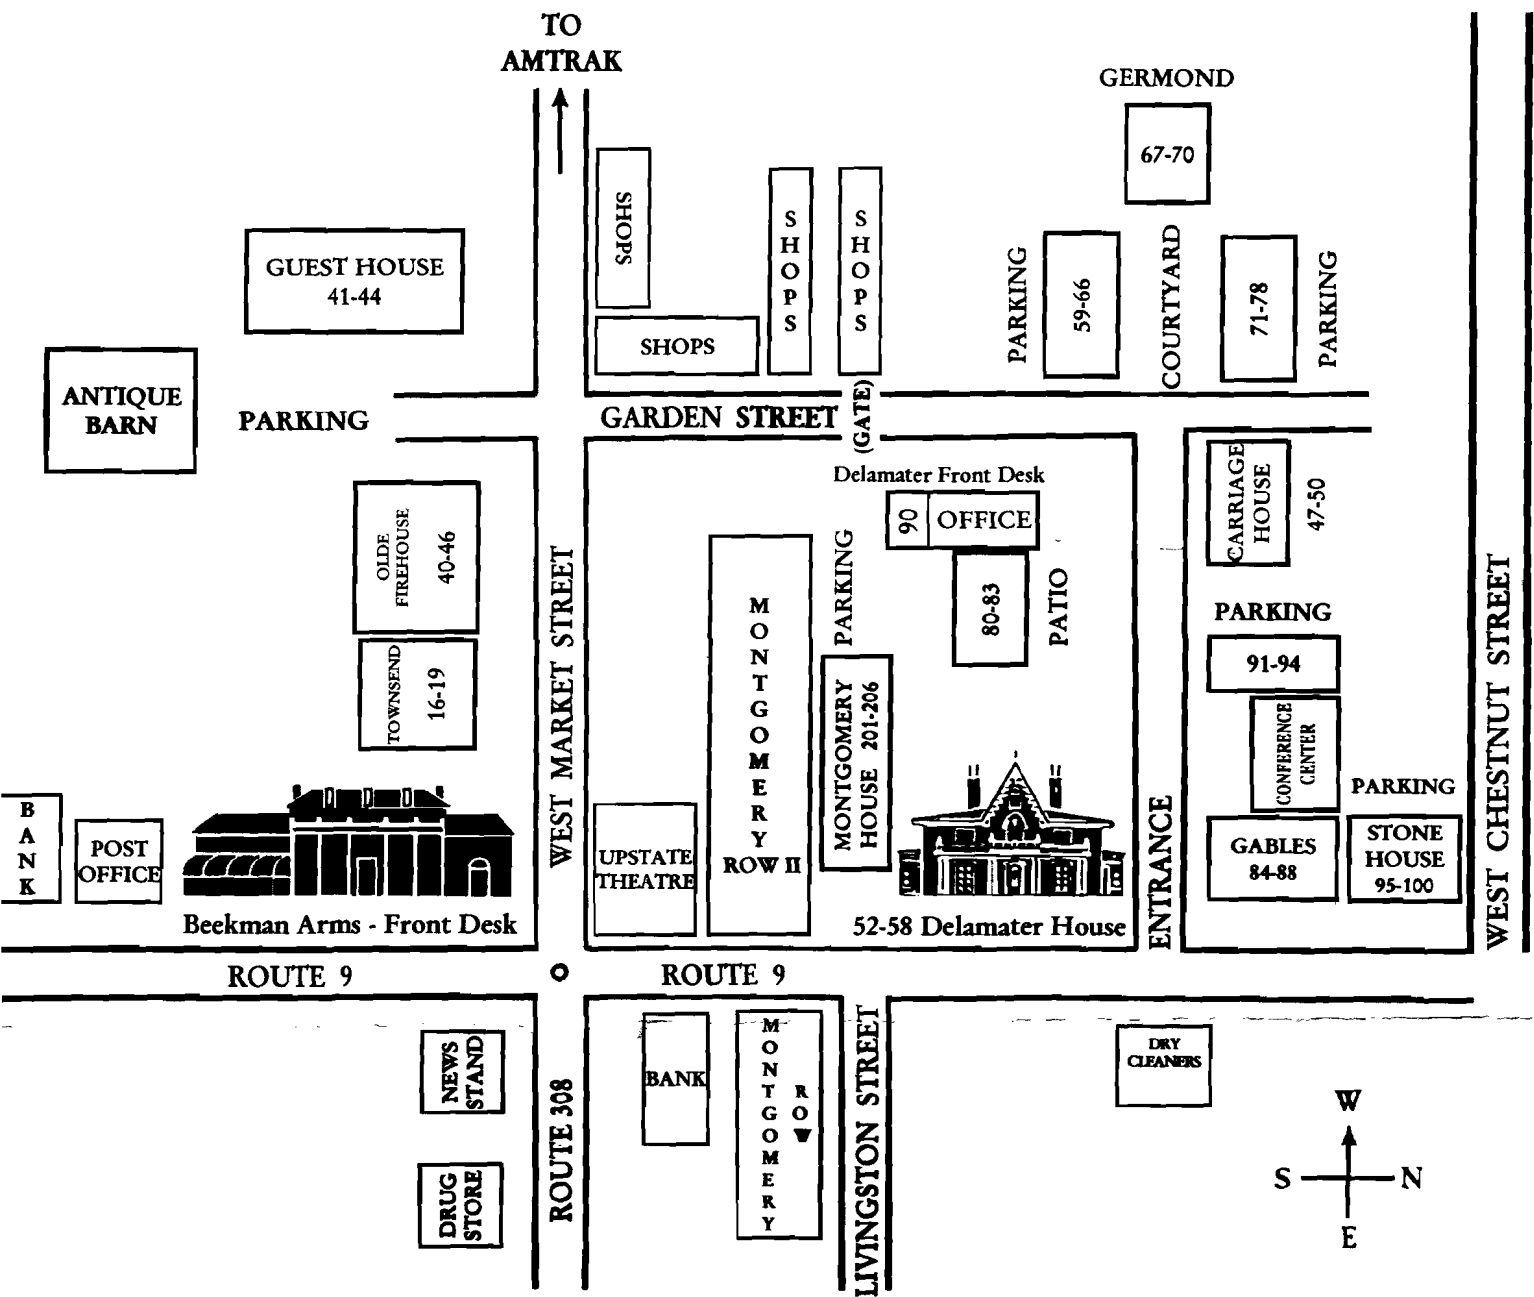 TO
AMTRAK
GERMOND
67-70
SHOPS
SHOPS
SHOPS
SHOPS
GUEST HOUSE
41-44
PARKING
59-66
COURTYARD
71-78
PARKING
ANTIQUE
BARN
PARKING
GARDEN STREET
(GATE)
Delamater Front Desk
90
OFFICE
CARRIAGE
HOUSE
47-50
OLDE
FIREHOUSE
40-46
WEST MARKET STREET
MONTGOMERY
ROW II
PARKING
80-83
PATIO
PARKING
91-94
TOWNSEND
16-19
MONTGOMERY
HOUSE 201-206
CONFERENCE
CENTER
PARKING
WEST CHESTNUT STREET
BANK
POST
OFFICE
UPSTATE
THEATRE
ENTRANCE
GABLES
84-88
STONE
HOUSE
95-100
Beekman Arms - Front Desk
52-58 Delamater House
ROUTE 9
ROUTE 9
NEWS
STAND
BANK
MONTGOMERY
ROW
LIVINGSTON STREET
DRY
CLEANERS
ROUTE 308
DRUG
STORE
W
S
N
E